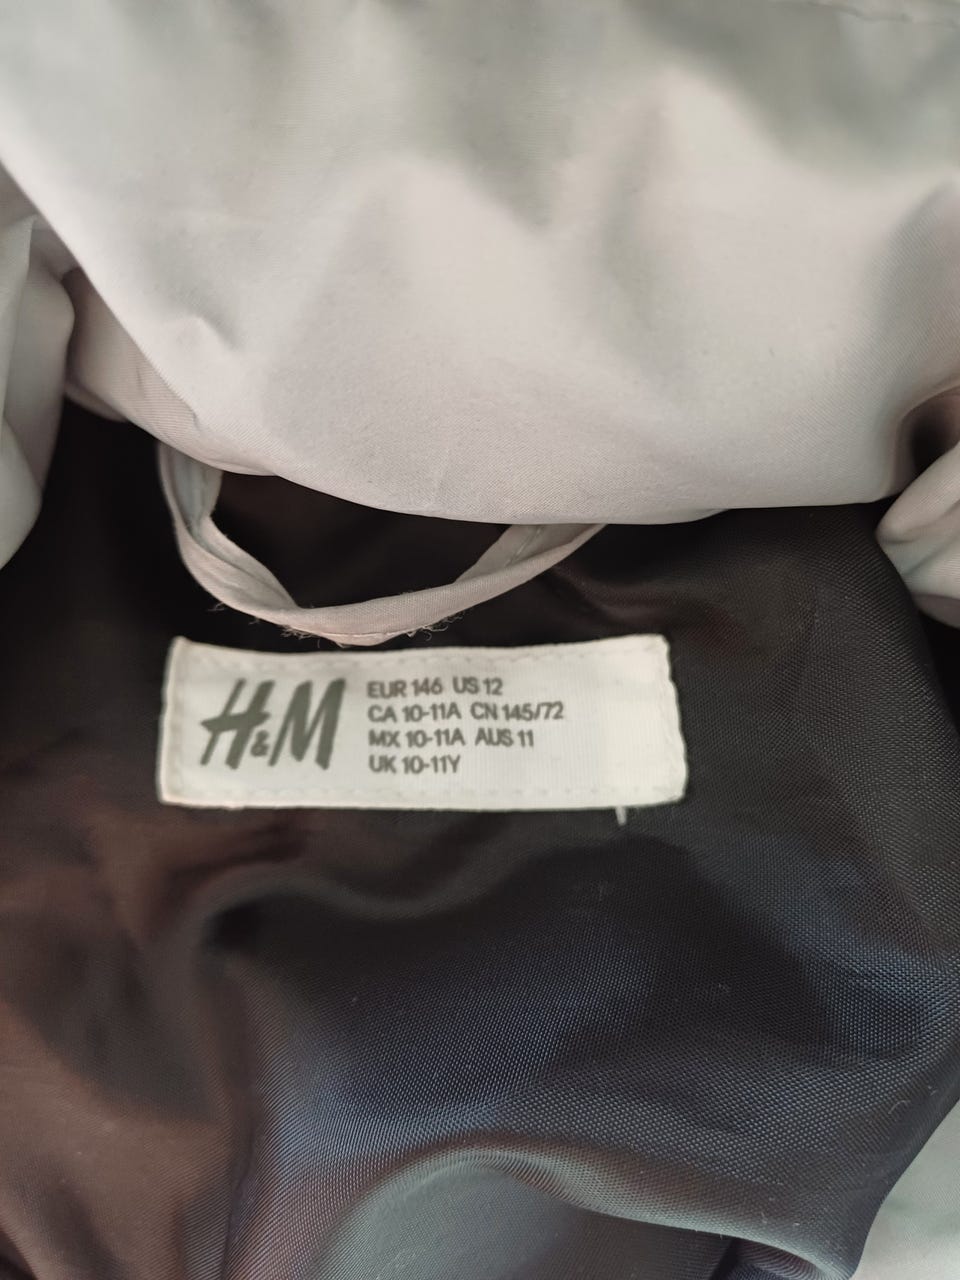 H&M
EUR 146 US 12
CA 10-11A CN 145/72
MX 10-11A AUS 11
UK 10-11Y